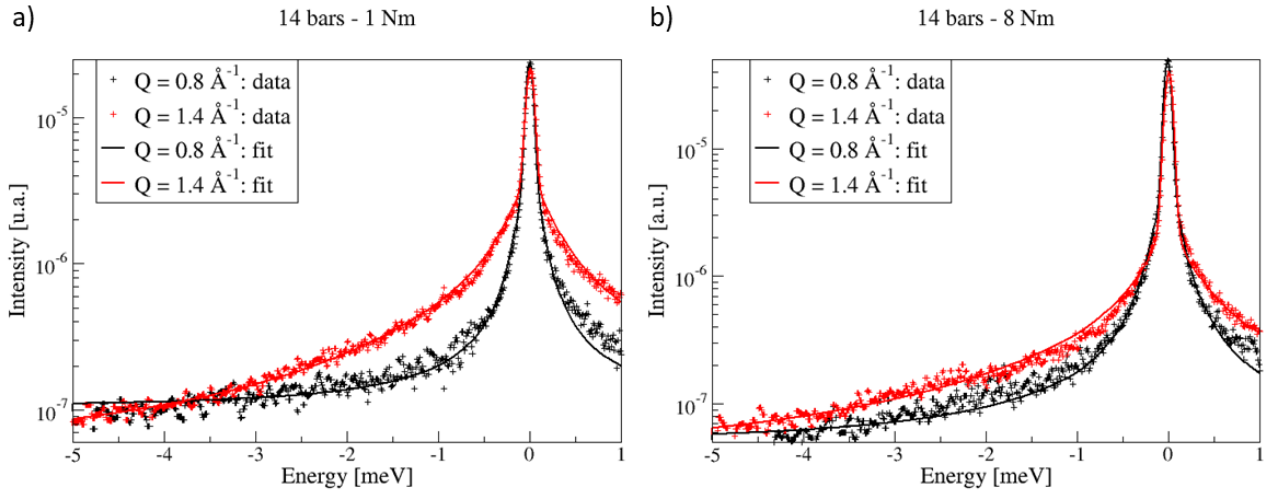 a)
14 bars - 1 Nm
Q = 0.8 Å⁻¹: data
Q = 1.4 Å⁻¹: data
Q = 0.8 Å⁻¹: fit
Q = 1.4 Å⁻¹: fit
Intensity [u.a.]
10⁻⁵
10⁻⁶
10⁻⁷
-5 -4 -3 -2 -1 0 1
Energy [meV]
b)
14 bars - 8 Nm
Q = 0.8 Å⁻¹: data
Q = 1.4 Å⁻¹: data
Q = 0.8 Å⁻¹: fit
Q = 1.4 Å⁻¹: fit
Intensity [a.u.]
10⁻⁵
10⁻⁶
10⁻⁷
-5 -4 -3 -2 -1 0 1
Energy [meV]